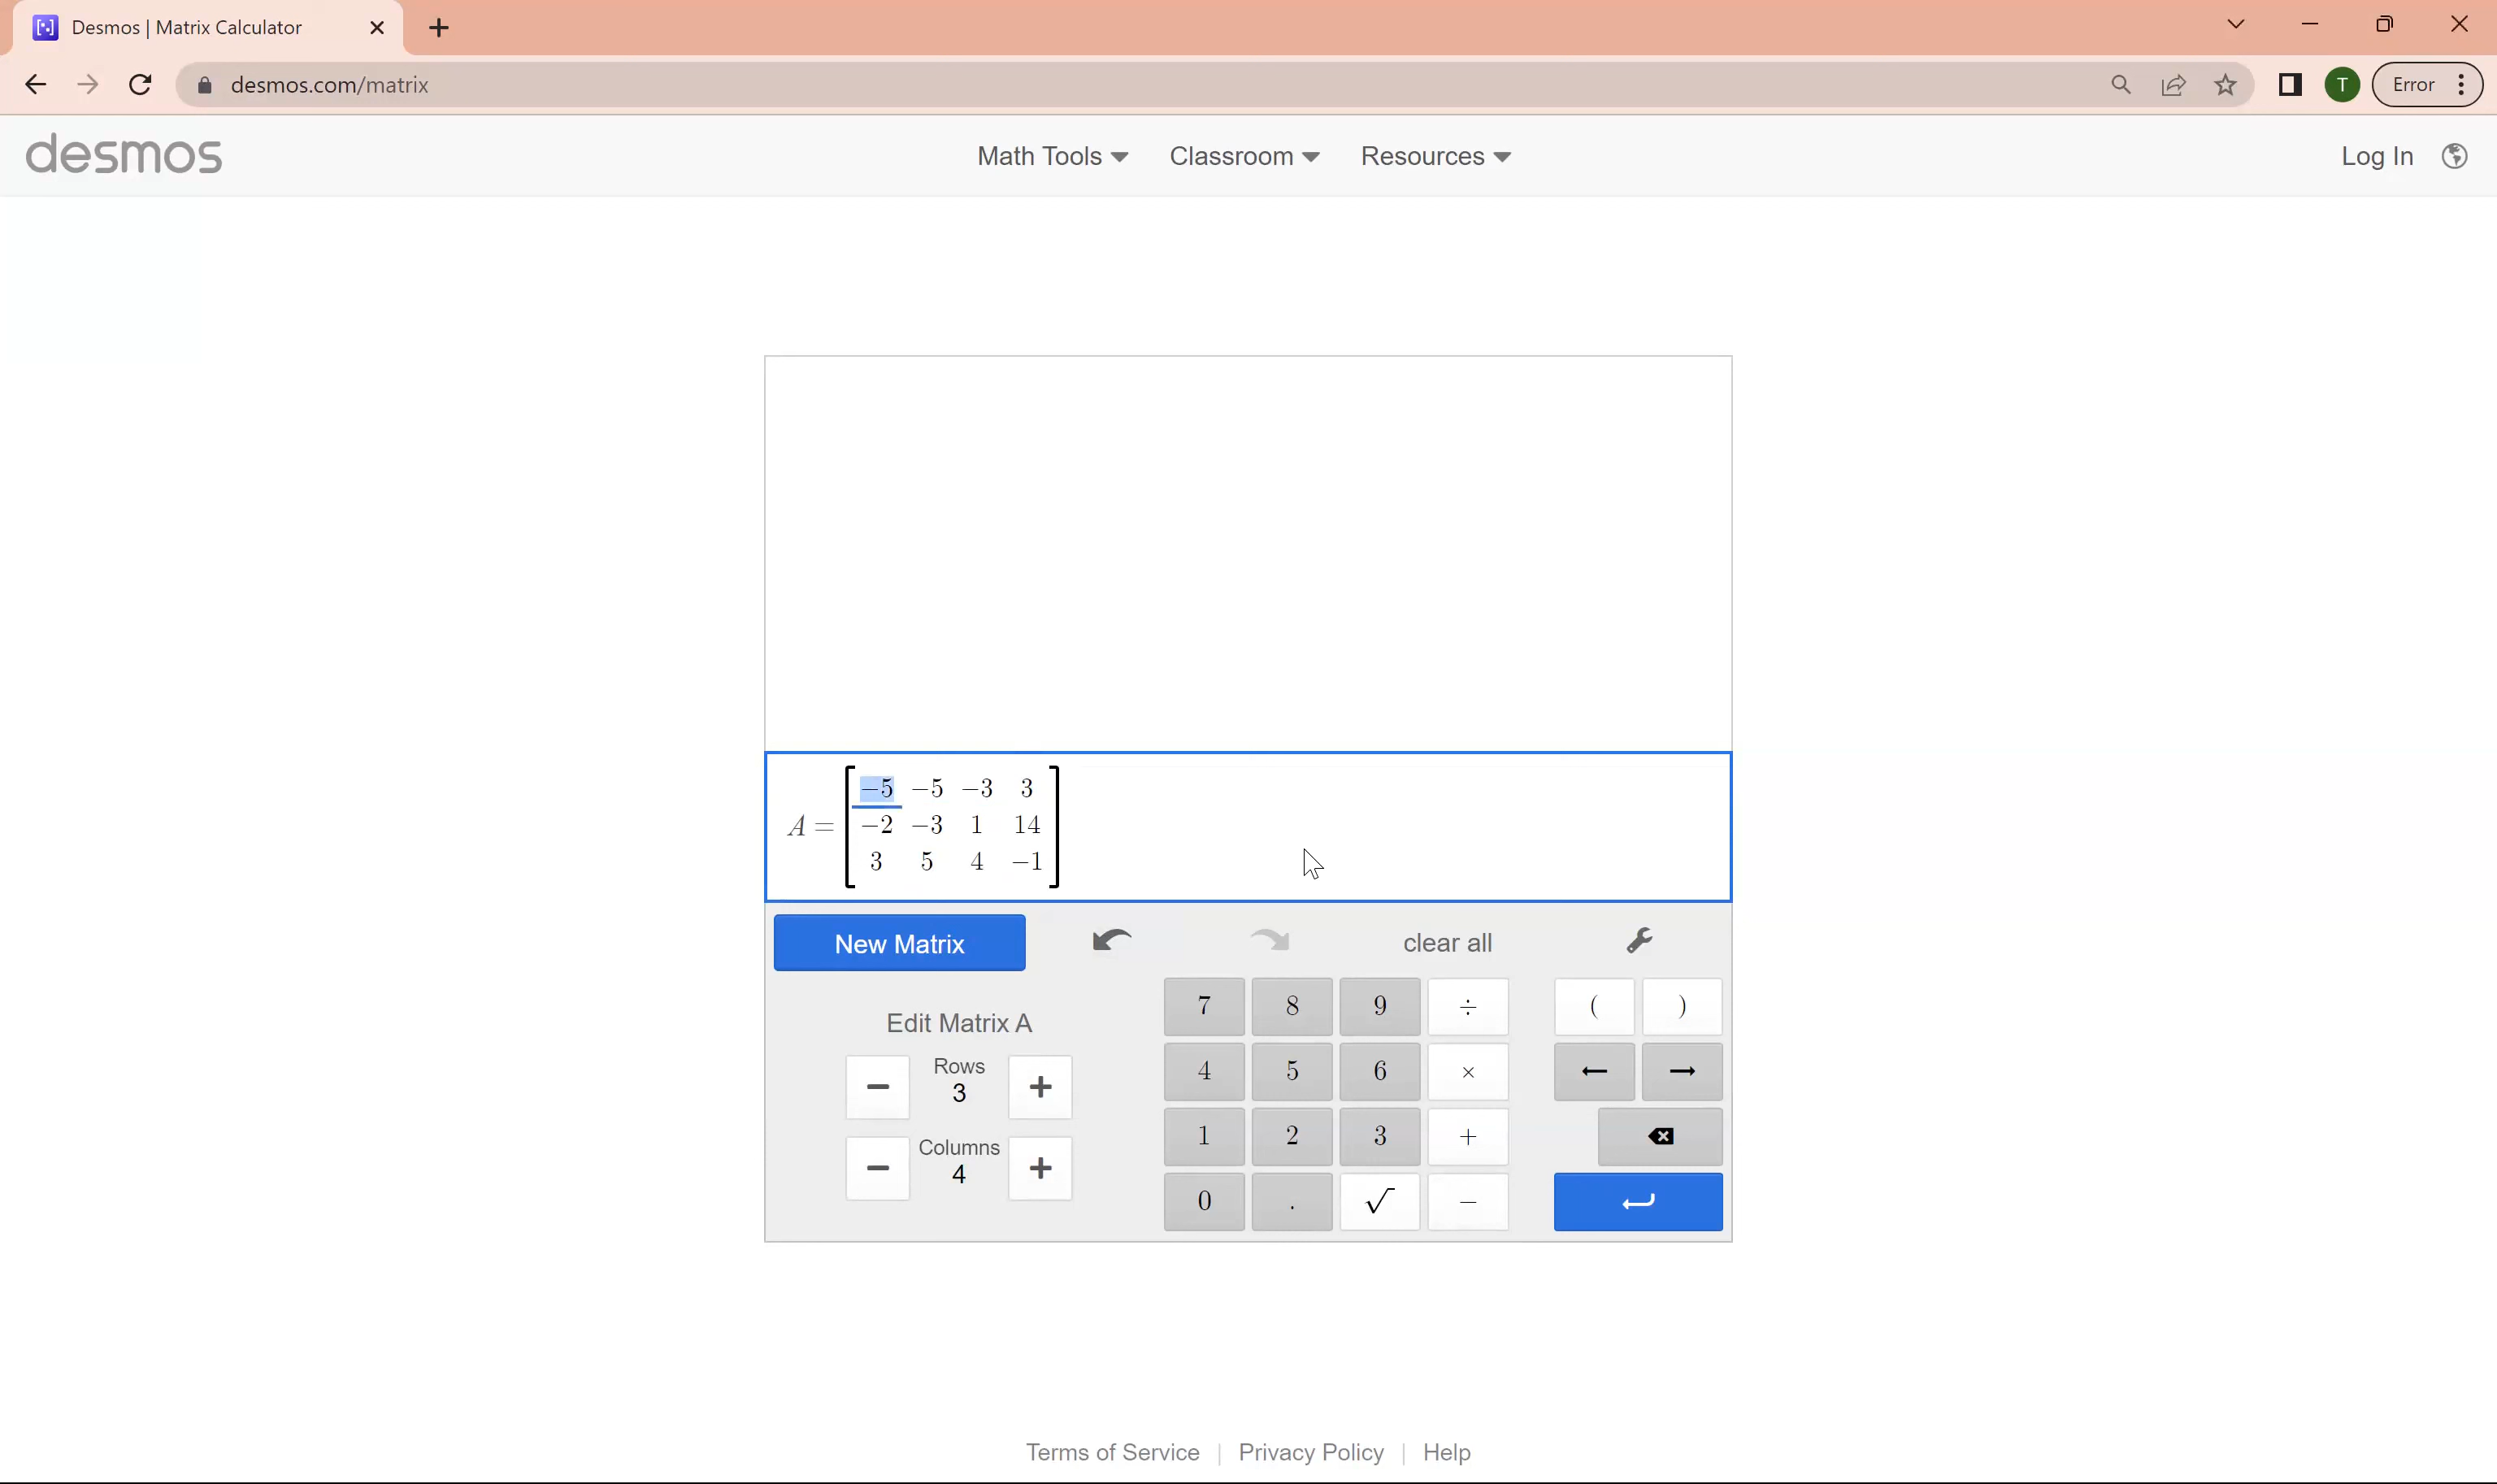 Desmos | Matrix Calculator
desmos.com/matrix
T
Error
desmos
Math Tools Classroom Resources
Log In
A = [ −5 −5 −3 3
−2 −3 1 14
3 5 4 −1 ]
New Matrix
clear all
Edit Matrix A
Rows
3
Columns
4
7 8 9 ÷ ( )
4 5 6 × ← →
1 2 3 +
0 . √ −
Terms of Service | Privacy Policy | Help